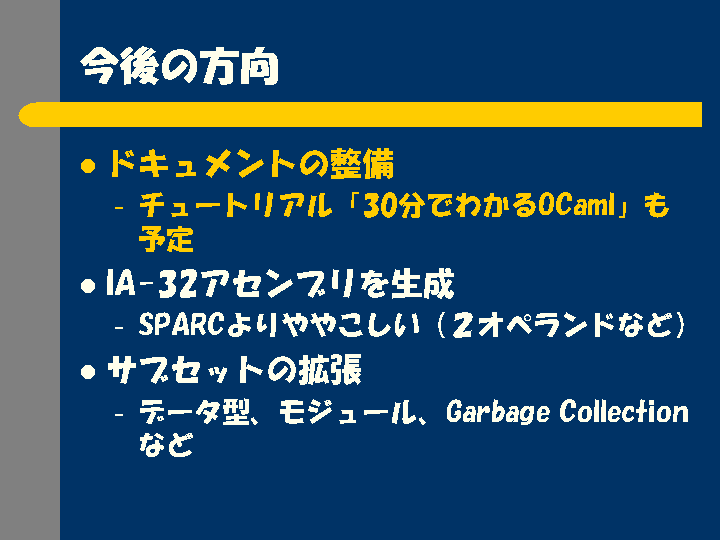 今後の方向
● ドキュメントの整備
– チュートリアル「30分でわかるOCaml」も
予定
● IA-32アセンブリを生成
– SPARCよりややこしい（２オペランドなど）
● サブセットの拡張
– データ型、モジュール、Garbage Collection
など